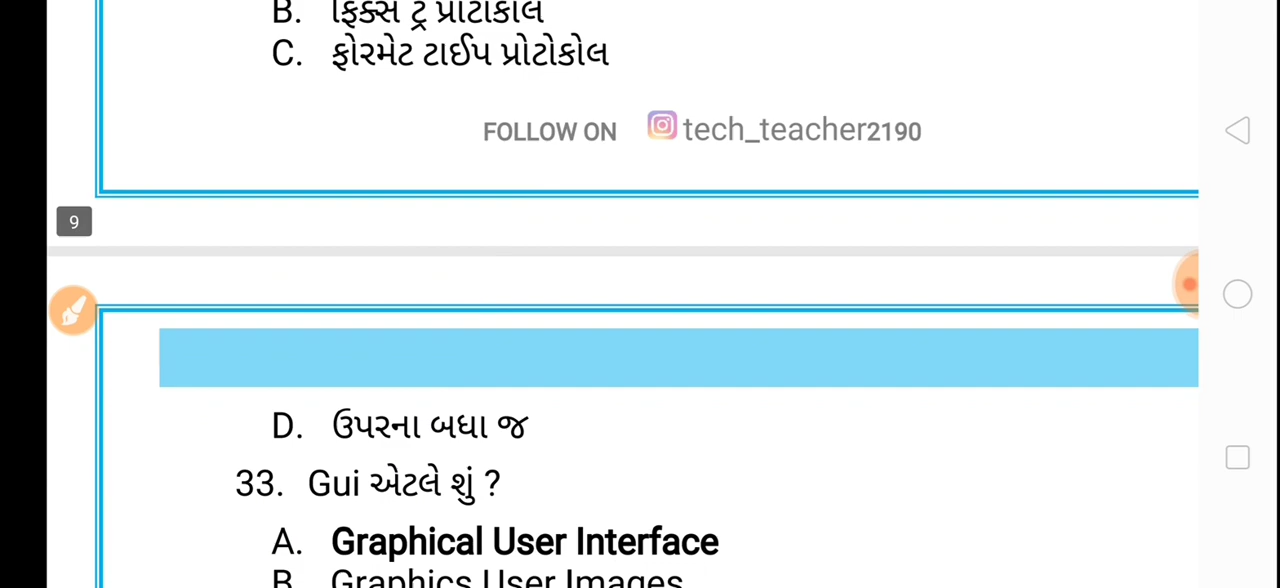 B. ફિક્સ ટ્રે પ્રોટોકોલ
C. ફોરમેટ ટાઈપ પ્રોટોકોલ
FOLLOW ON tech_teacher2190
9
D. ઉપરના બધા જ
33. Gui એટલે શું ?
A. Graphical User Interface
B Graphics User Images